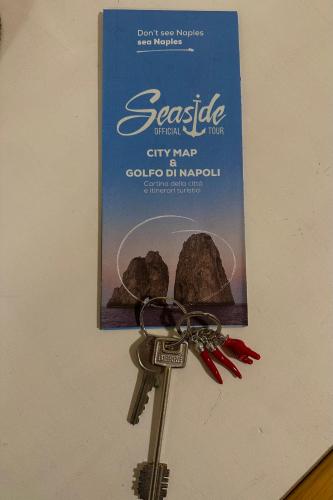 Don't see Naples
sea Naples
Seaside
OFFICIAL TOUR
CITY MAP
&
GOLFO DI NAPOLI
Cartina della città
e itinerari turistici